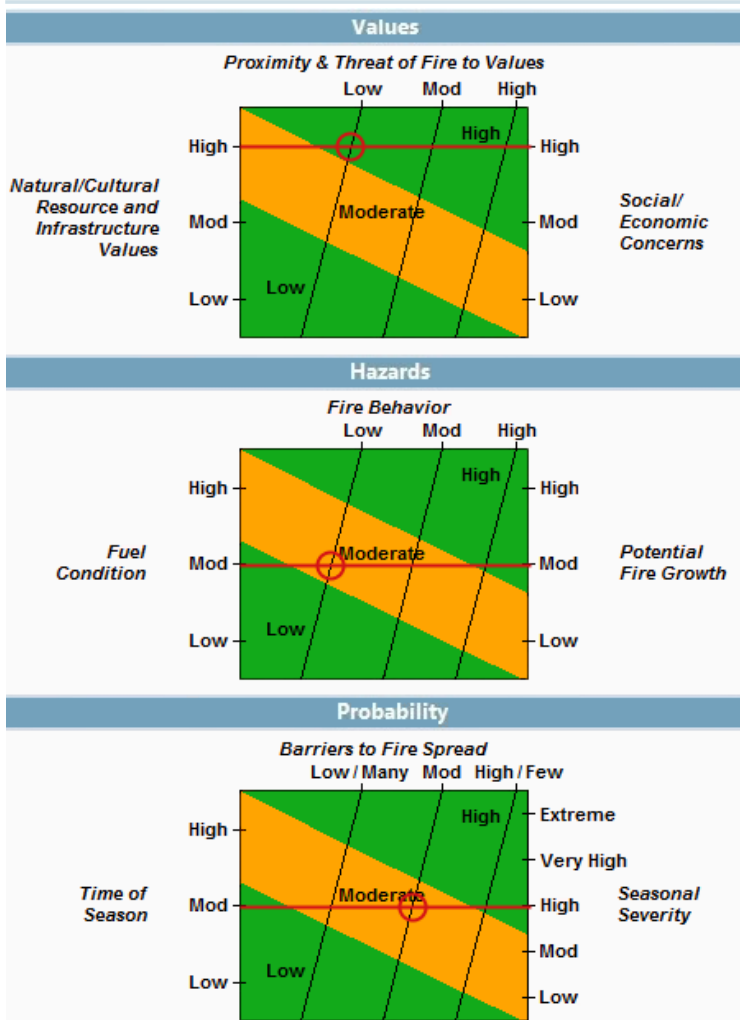 Values
Proximity & Threat of Fire to Values
Low Mod High
High High High
Natural/Cultural
Resource and
Infrastructure
Values
Mod Moderate Mod
Social/
Economic
Concerns
Low Low Low
Hazards
Fire Behavior
Low Mod High
High High High
Fuel
Condition
Mod Moderate Mod
Potential
Fire Growth
Low Low Low
Probability
Barriers to Fire Spread
Low / Many Mod High / Few
High High Extreme
Very High
Time of
Season
Mod Moderate High
Seasonal
Severity
Mod
Low Low Low